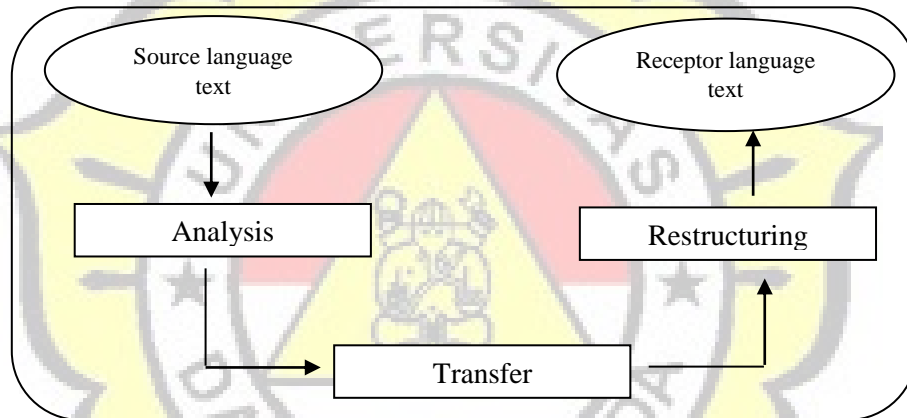 Source language
text
Receptor language
text
Analysis
Restructuring
Transfer